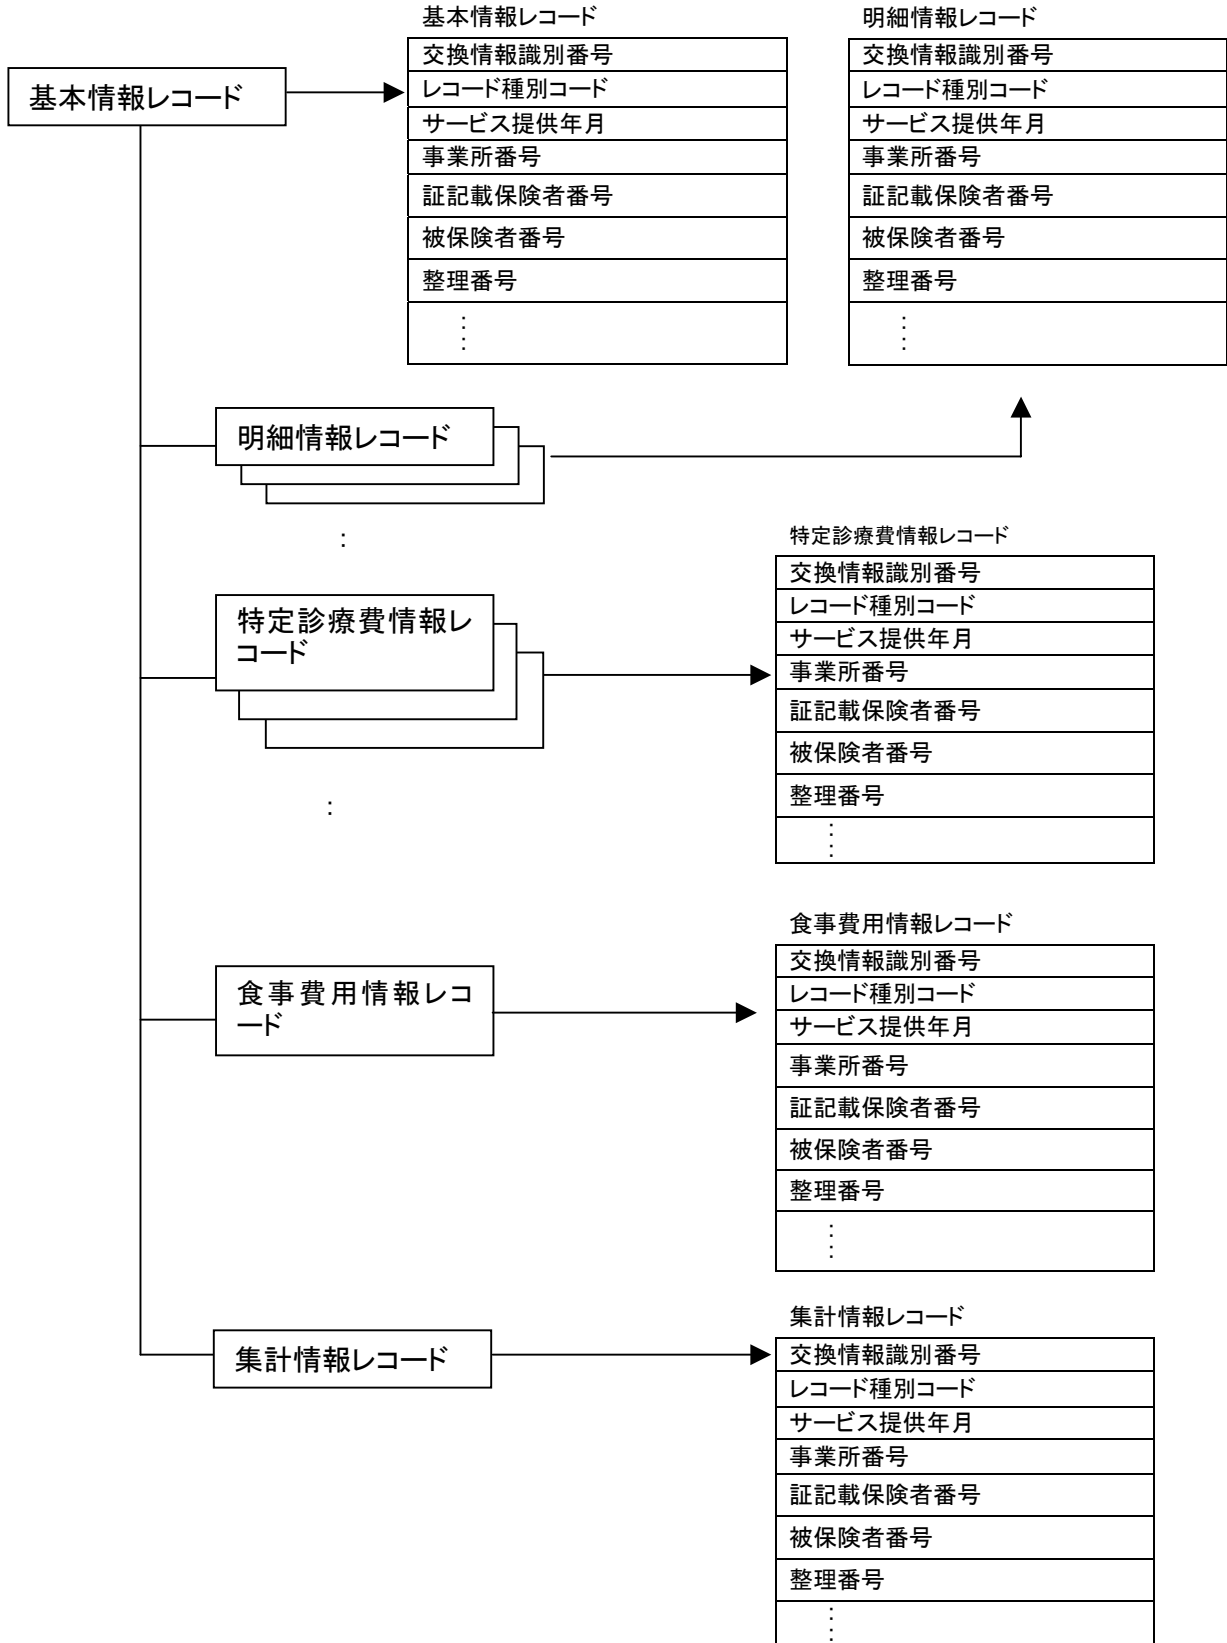 基本情報レコード
基本情報レコード
交換情報識別番号
レコード種別コード
サービス提供年月
事業所番号
証記載保険者番号
被保険者番号
整理番号
:
:
明細情報レコード
交換情報識別番号
レコード種別コード
サービス提供年月
事業所番号
証記載保険者番号
被保険者番号
整理番号
:
:
明細情報レコード
:
特定診療費情報レ
コード
:
特定診療費情報レコード
交換情報識別番号
レコード種別コード
サービス提供年月
事業所番号
証記載保険者番号
被保険者番号
整理番号
:
:
食事費用情報レコ
ード
食事費用情報レコード
交換情報識別番号
レコード種別コード
サービス提供年月
事業所番号
証記載保険者番号
被保険者番号
整理番号
:
:
集計情報レコード
集計情報レコード
交換情報識別番号
レコード種別コード
サービス提供年月
事業所番号
証記載保険者番号
被保険者番号
整理番号
:
: